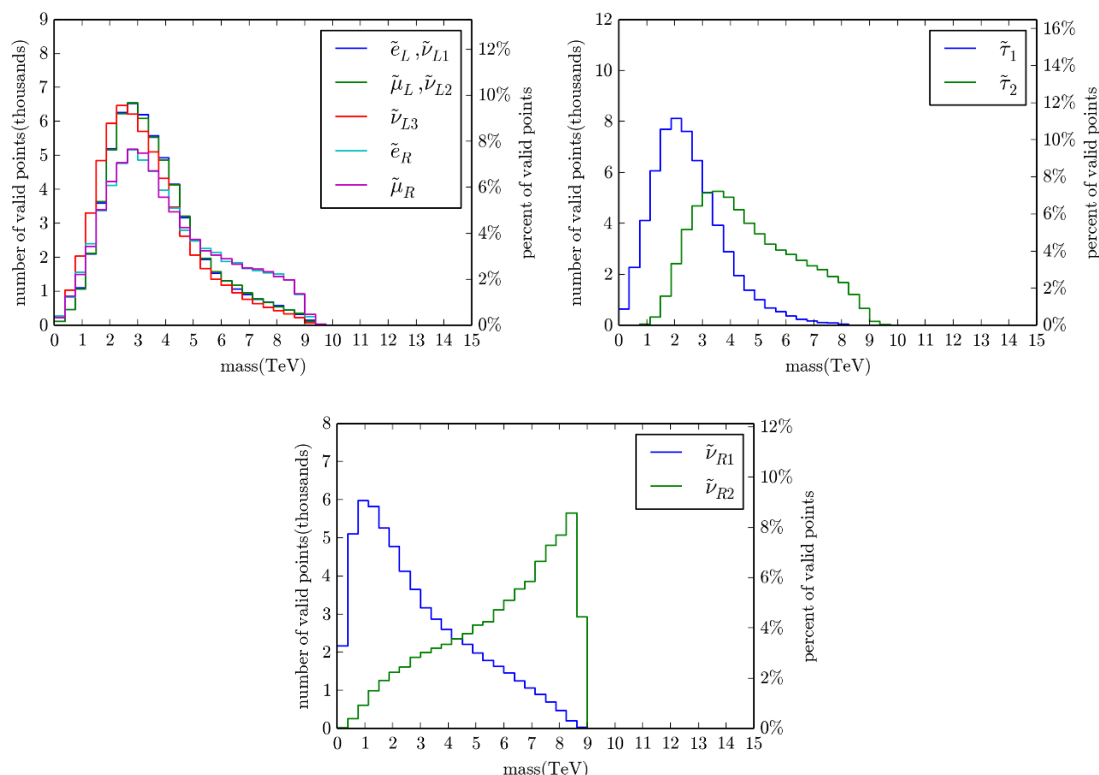 9
8
7
6
5
4
3
2
1
0
number of valid points(thousands)
0 1 2 3 4 5 6 7 8 9 10 11 12 13 14 15
mass(TeV)
12%
10%
8%
6%
4%
2%
0%
percent of valid points
ẽ_L ,ν̃_L1
μ̃_L ,ν̃_L2
ν̃_L3
ẽ_R
μ̃_R
12
10
8
6
4
2
0
number of valid points(thousands)
0 1 2 3 4 5 6 7 8 9 10 11 12 13 14 15
mass(TeV)
16%
14%
12%
10%
8%
6%
4%
2%
0%
percent of valid points
τ̃_1
τ̃_2
8
7
6
5
4
3
2
1
0
number of valid points(thousands)
0 1 2 3 4 5 6 7 8 9 10 11 12 13 14 15
mass(TeV)
12%
10%
8%
6%
4%
2%
0%
percent of valid points
ν̃_R1
ν̃_R2